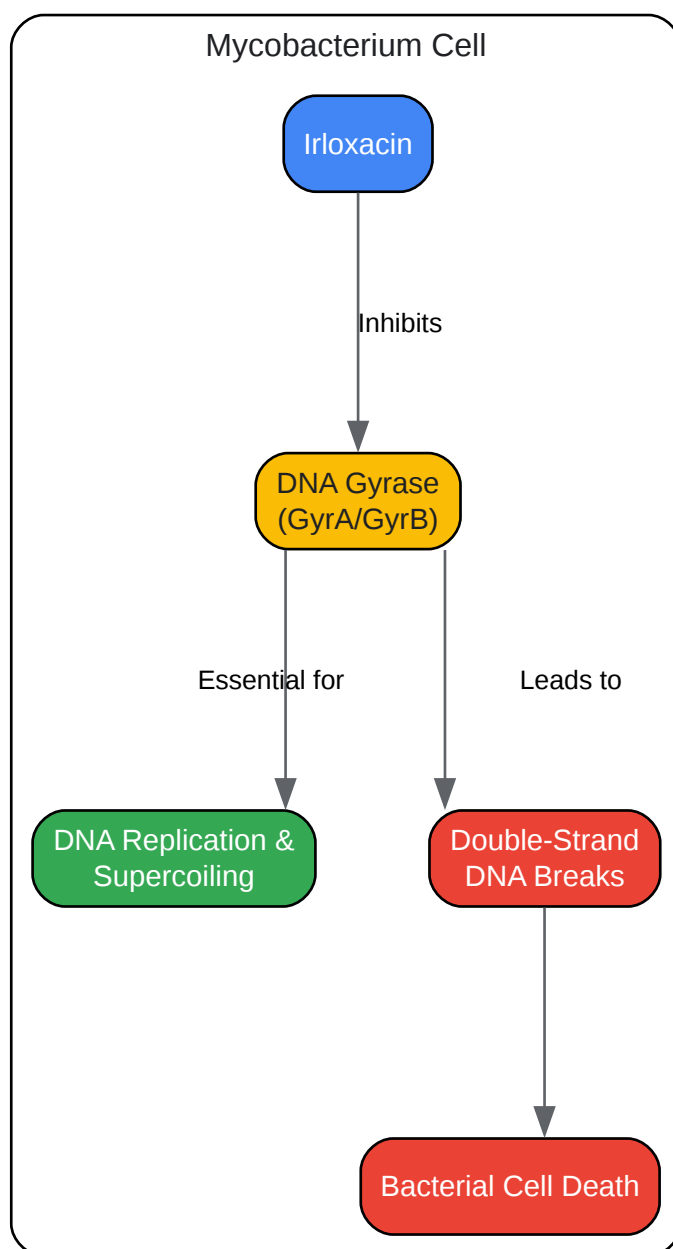 Mycobacterium Cell
Irloxacin
Inhibits
DNA Gyrase
(GyrA/GyrB)
Essential for
Leads to
DNA Replication &
Supercoiling
Double-Strand
DNA Breaks
Bacterial Cell Death